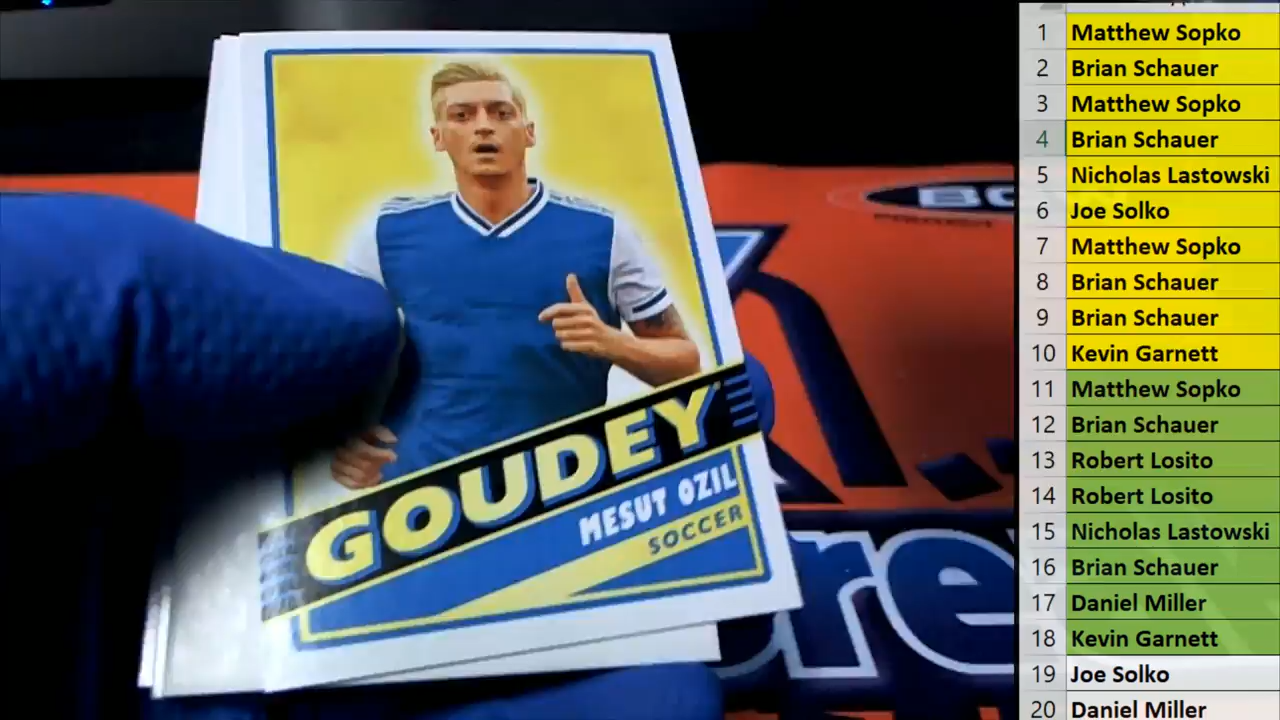 GOUDEY
MESUT OZIL
SOCCER
BO
re
1 Matthew Sopko
2 Brian Schauer
3 Matthew Sopko
4 Brian Schauer
5 Nicholas Lastowski
6 Joe Solko
7 Matthew Sopko
8 Brian Schauer
9 Brian Schauer
10 Kevin Garnett
11 Matthew Sopko
12 Brian Schauer
13 Robert Losito
14 Robert Losito
15 Nicholas Lastowski
16 Brian Schauer
17 Daniel Miller
18 Kevin Garnett
19 Joe Solko
20 Daniel Miller